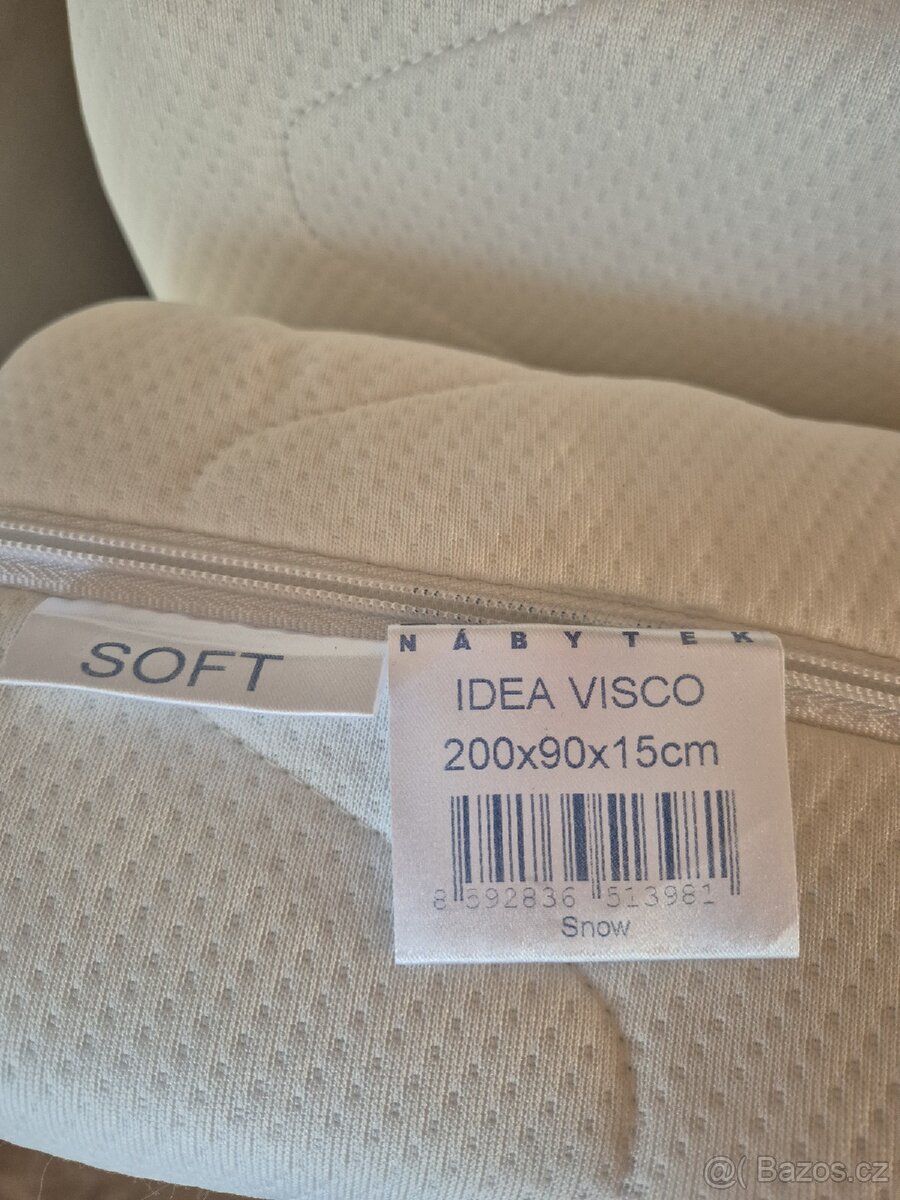 SOFT
NÁBYTEK
IDEA VISCO
200x90x15cm
8 592836 513981
Snow
@( Bazos.cz